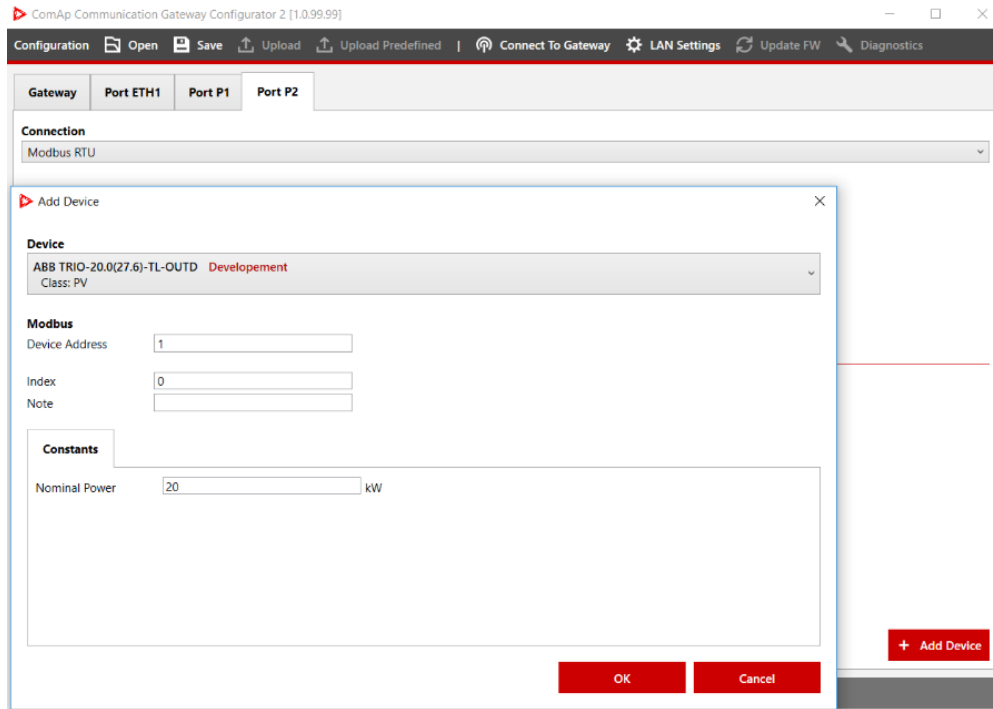 ComAp Communication Gateway Configurator 2 [1.0.99.99]
Configuration Open Save Upload Upload Predefined | Connect To Gateway LAN Settings Update FW Diagnostics
Gateway Port ETH1 Port P1 Port P2
Connection
Modbus RTU
Add Device
Device
ABB TRIO-20.0(27.6)-TL-OUTD Developement
Class: PV
Modbus
Device Address 1
Index 0
Note
Constants
Nominal Power 20 kW
+ Add Device
OK Cancel